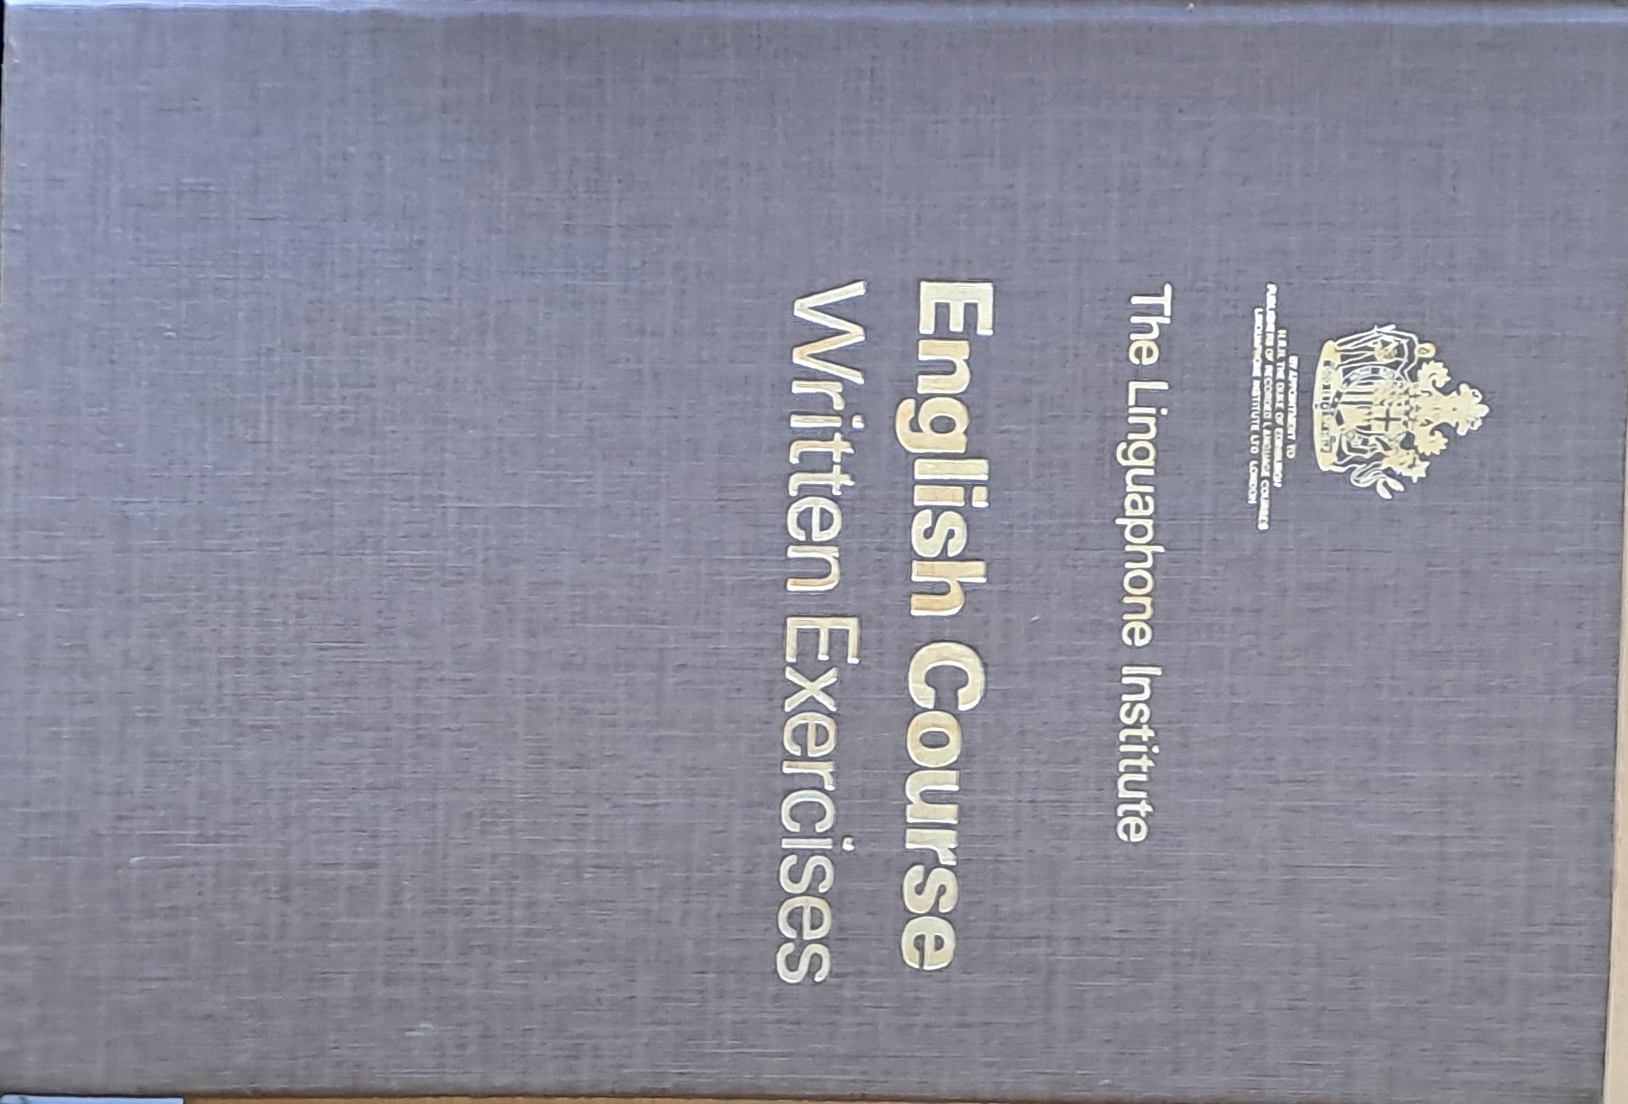 BY APPOINTMENT TO
H.R.H. THE DUKE OF EDINBURGH
PUBLISHERS OF RECORDED LANGUAGE COURSES
LINGUAPHONE INSTITUTE LTD LONDON
The Linguaphone Institute
English Course
Written Exercises